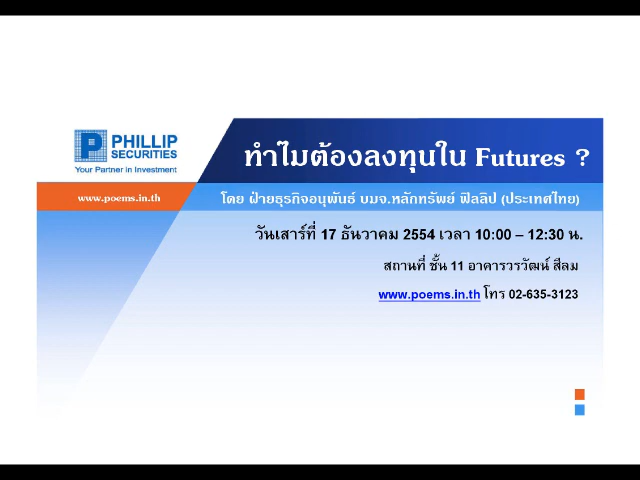 PHILLIP
SECURITIES
Your Partner in Investment
ทำไมต้องลงทุนใน Futures ?
www.poems.in.th
โดย ฝ่ายธุรกิจอนุพันธ์ บมจ.หลักทรัพย์ ฟิลลิป (ประเทศไทย)
วันเสาร์ที่ 17 ธันวาคม 2554 เวลา 10:00 – 12:30 น.
สถานที่ ชั้น 11 อาคารวรวัฒน์ สีลม
www.poems.in.th โทร 02-635-3123